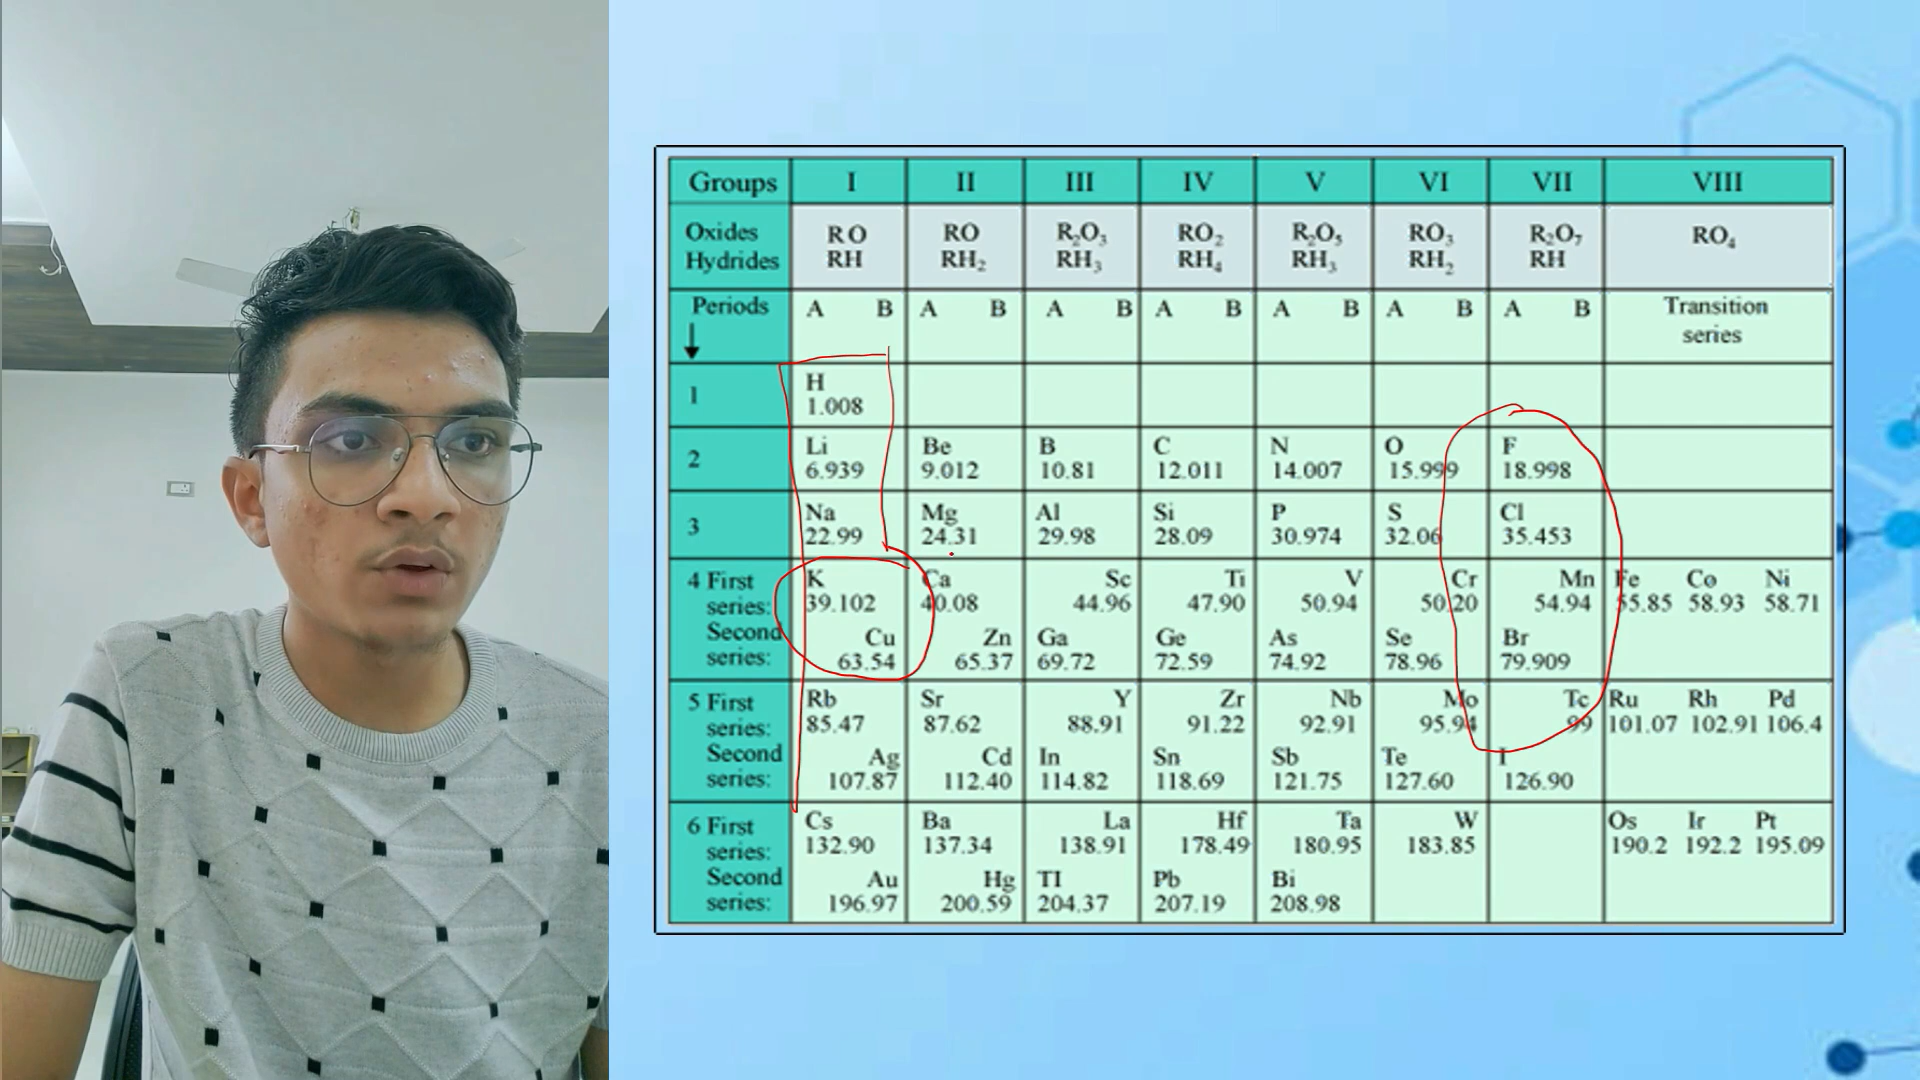 Groups I II III IV V VI VII VIII
Oxides RO RO R₂O₃ RO₂ R₂O₅ RO₃ R₂O₇ RO₄
Hydrides RH RH₂ RH₃ RH₄ RH₃ RH₂ RH
Periods A B A B A B A B A B A B A B Transition
series
1 H
1.008
2 Li Be B C N O F
6.939 9.012 10.81 12.011 14.007 15.999 18.998
3 Na Mg Al Si P S Cl
22.99 24.31 29.98 28.09 30.974 32.06 35.453
4 First K Ca Sc Ti V Cr Mn Fe Co Ni
series: 39.102 40.08 44.96 47.90 50.94 50.20 54.94 55.85 58.93 58.71
Second Cu Zn Ga Ge As Se Br
series: 63.54 65.37 69.72 72.59 74.92 78.96 79.909
5 First Rb Sr Y Zr Nb Mo Tc Ru Rh Pd
series: 85.47 87.62 88.91 91.22 92.91 95.94 99 101.07 102.91 106.4
Second Ag Cd In Sn Sb Te I
series: 107.87 112.40 114.82 118.69 121.75 127.60 126.90
6 First Cs Ba La Hf Ta W Os Ir Pt
series: 132.90 137.34 138.91 178.49 180.95 183.85 190.2 192.2 195.09
Second Au Hg TI Pb Bi
series: 196.97 200.59 204.37 207.19 208.98